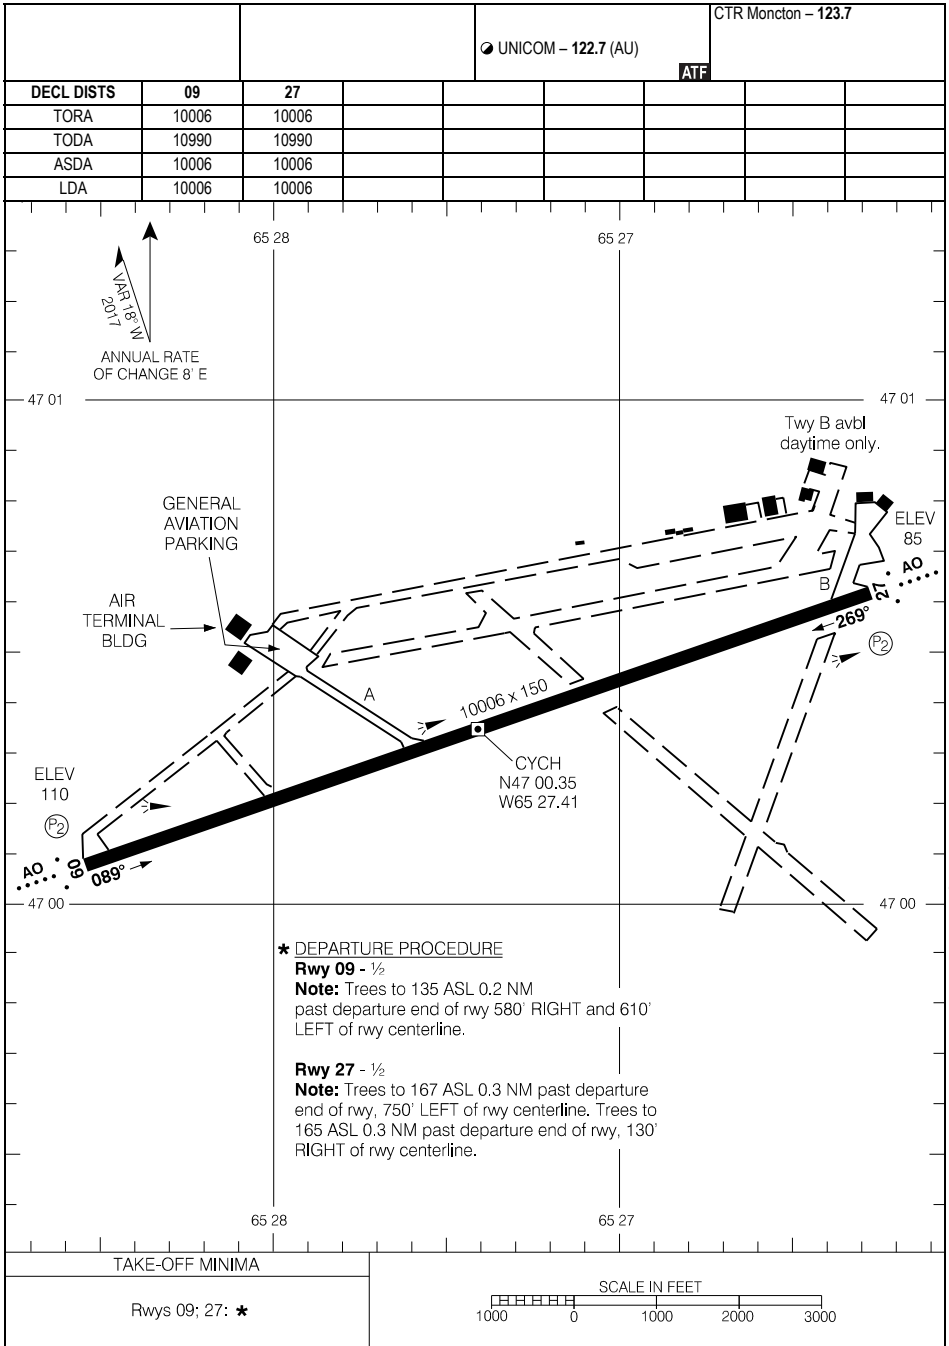 CTR Moncton – 123.7
UNICOM – 122.7 (AU)
ATF
DECL DISTS 09 27
TORA 10006 10006
TODA 10990 10990
ASDA 10006 10006
LDA 10006 10006
65 28 65 27
VAR 18° W
2017
ANNUAL RATE
OF CHANGE 8' E
47 01 47 01
Twy B avbl
daytime only.
GENERAL
AVIATION
PARKING
ELEV
85
AO
27
B
269°
P2
AIR
TERMINAL
BLDG
A
10006 x 150
CYCH
N47 00.35
W65 27.41
ELEV
110
P2
AO
09
089°
47 00 47 00
* DEPARTURE PROCEDURE
Rwy 09 - ½
Note: Trees to 135 ASL 0.2 NM
past departure end of rwy 580' RIGHT and 610'
LEFT of rwy centerline.
Rwy 27 - ½
Note: Trees to 167 ASL 0.3 NM past departure
end of rwy, 750' LEFT of rwy centerline. Trees to
165 ASL 0.3 NM past departure end of rwy, 130'
RIGHT of rwy centerline.
65 28 65 27
TAKE-OFF MINIMA
Rwys 09; 27: *
SCALE IN FEET
1000 0 1000 2000 3000